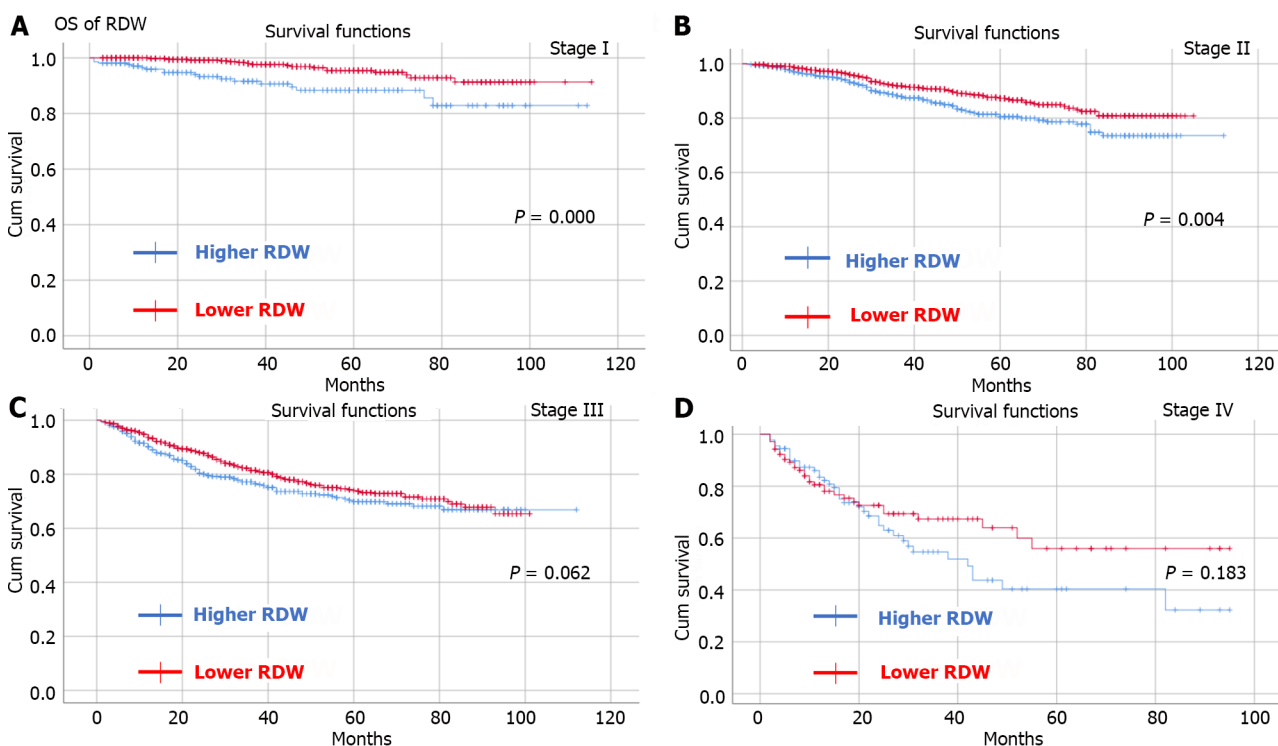 A
OS of RDW
Survival functions
Stage I
1.0
0.8
0.6
0.4
0.2
0.0
Cum survival
P = 0.000
Higher RDW
Lower RDW
0 20 40 60 80 100 120
Months
B
Survival functions
Stage II
1.0
0.8
0.6
0.4
0.2
0.0
Cum survival
P = 0.004
Higher RDW
Lower RDW
0 20 40 60 80 100 120
Months
C
Survival functions
Stage III
1.0
0.8
0.6
0.4
0.2
0.0
Cum survival
P = 0.062
Higher RDW
Lower RDW
0 20 40 60 80 100 120
Months
D
Survival functions
Stage IV
1.0
0.8
0.6
0.4
0.2
0.0
Cum survival
P = 0.183
Higher RDW
Lower RDW
0 20 40 60 80 100
Months